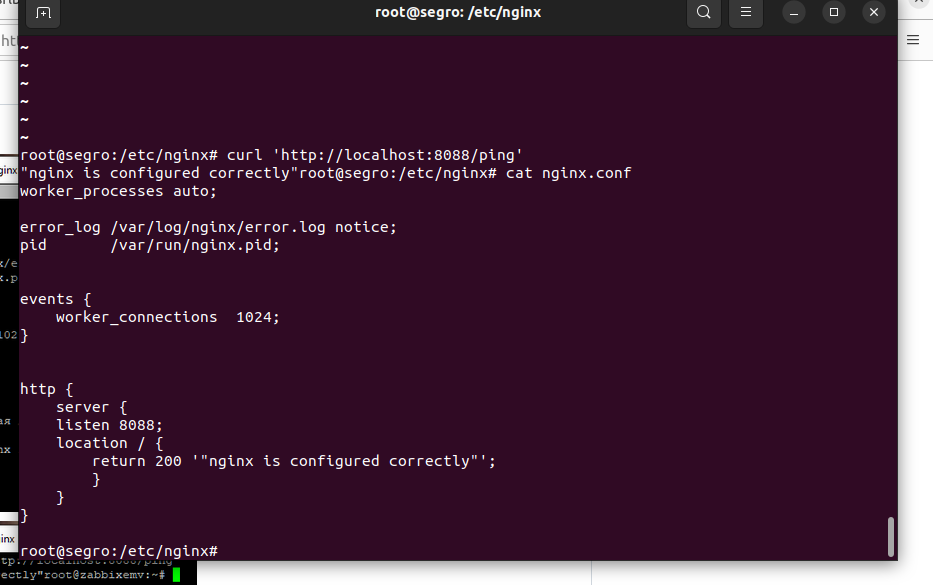 root@segro: /etc/nginx
~
~
~
~
~
~
root@segro:/etc/nginx# curl 'http://localhost:8088/ping'
"nginx is configured correctly"root@segro:/etc/nginx# cat nginx.conf
worker_processes auto;
error_log /var/log/nginx/error.log notice;
pid       /var/run/nginx.pid;
events {
    worker_connections  1024;
}
http {
    server {
    listen 8088;
    location / {
        return 200 '"nginx is configured correctly"';
        }
    }
}
root@segro:/etc/nginx#
ectly"root@zabbixemv:~#